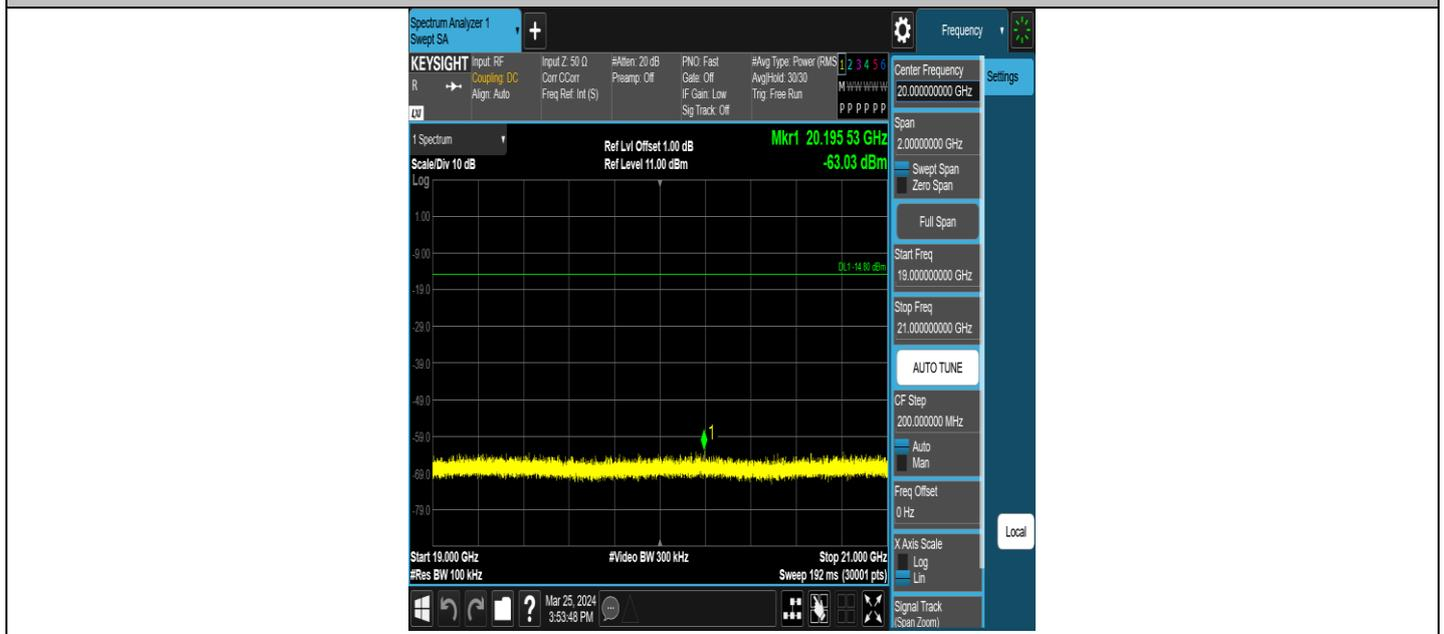 Spectrum Analyzer 1
Swept SA
+
Frequency
KEYSIGHT
R
LXI
Input: RF
Coupling: DC
Align: Auto
Input Z: 50 Ω
Corr CCorr
Freq Ref: Int (S)
#Atten: 20 dB
Preamp: Off
PNO: Fast
Gate: Off
IF Gain: Low
Sig Track: Off
#Avg Type: Power (RMS
Avg|Hold: 30/30
Trig: Free Run
1 2 3 4 5 6
M W W W W W
P P P P P P
Center Frequency
20.000000000 GHz
Settings
1 Spectrum
Scale/Div 10 dB
Ref Lvl Offset 1.00 dB
Ref Level 11.00 dBm
Mkr1 20.195 53 GHz
-63.03 dBm
Span
2.00000000 GHz
Swept Span
Zero Span
Full Span
Start Freq
19.000000000 GHz
Stop Freq
21.000000000 GHz
AUTO TUNE
CF Step
200.000000 MHz
Auto
Man
Freq Offset
0 Hz
X Axis Scale
Log
Lin
Signal Track
(Span Zoom)
Local
Log
1.00
-9.00
DL1 -14.80 dBm
-19.0
-29.0
-39.0
-49.0
-59.0
1
-69.0
-79.0
Start 19.000 GHz
#Video BW 300 kHz
Stop 21.000 GHz
#Res BW 100 kHz
Sweep 192 ms (30001 pts)
?
Mar 25, 2024
3:53:48 PM